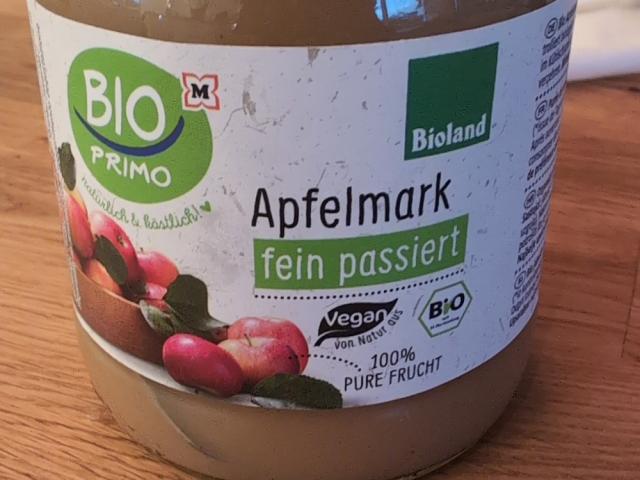 BIO
PRIMO
M
natürlich & köstlich!
Bioland
Apfelmark
fein passiert
Vegan
von Natur aus
BIO
100%
PURE FRUCHT